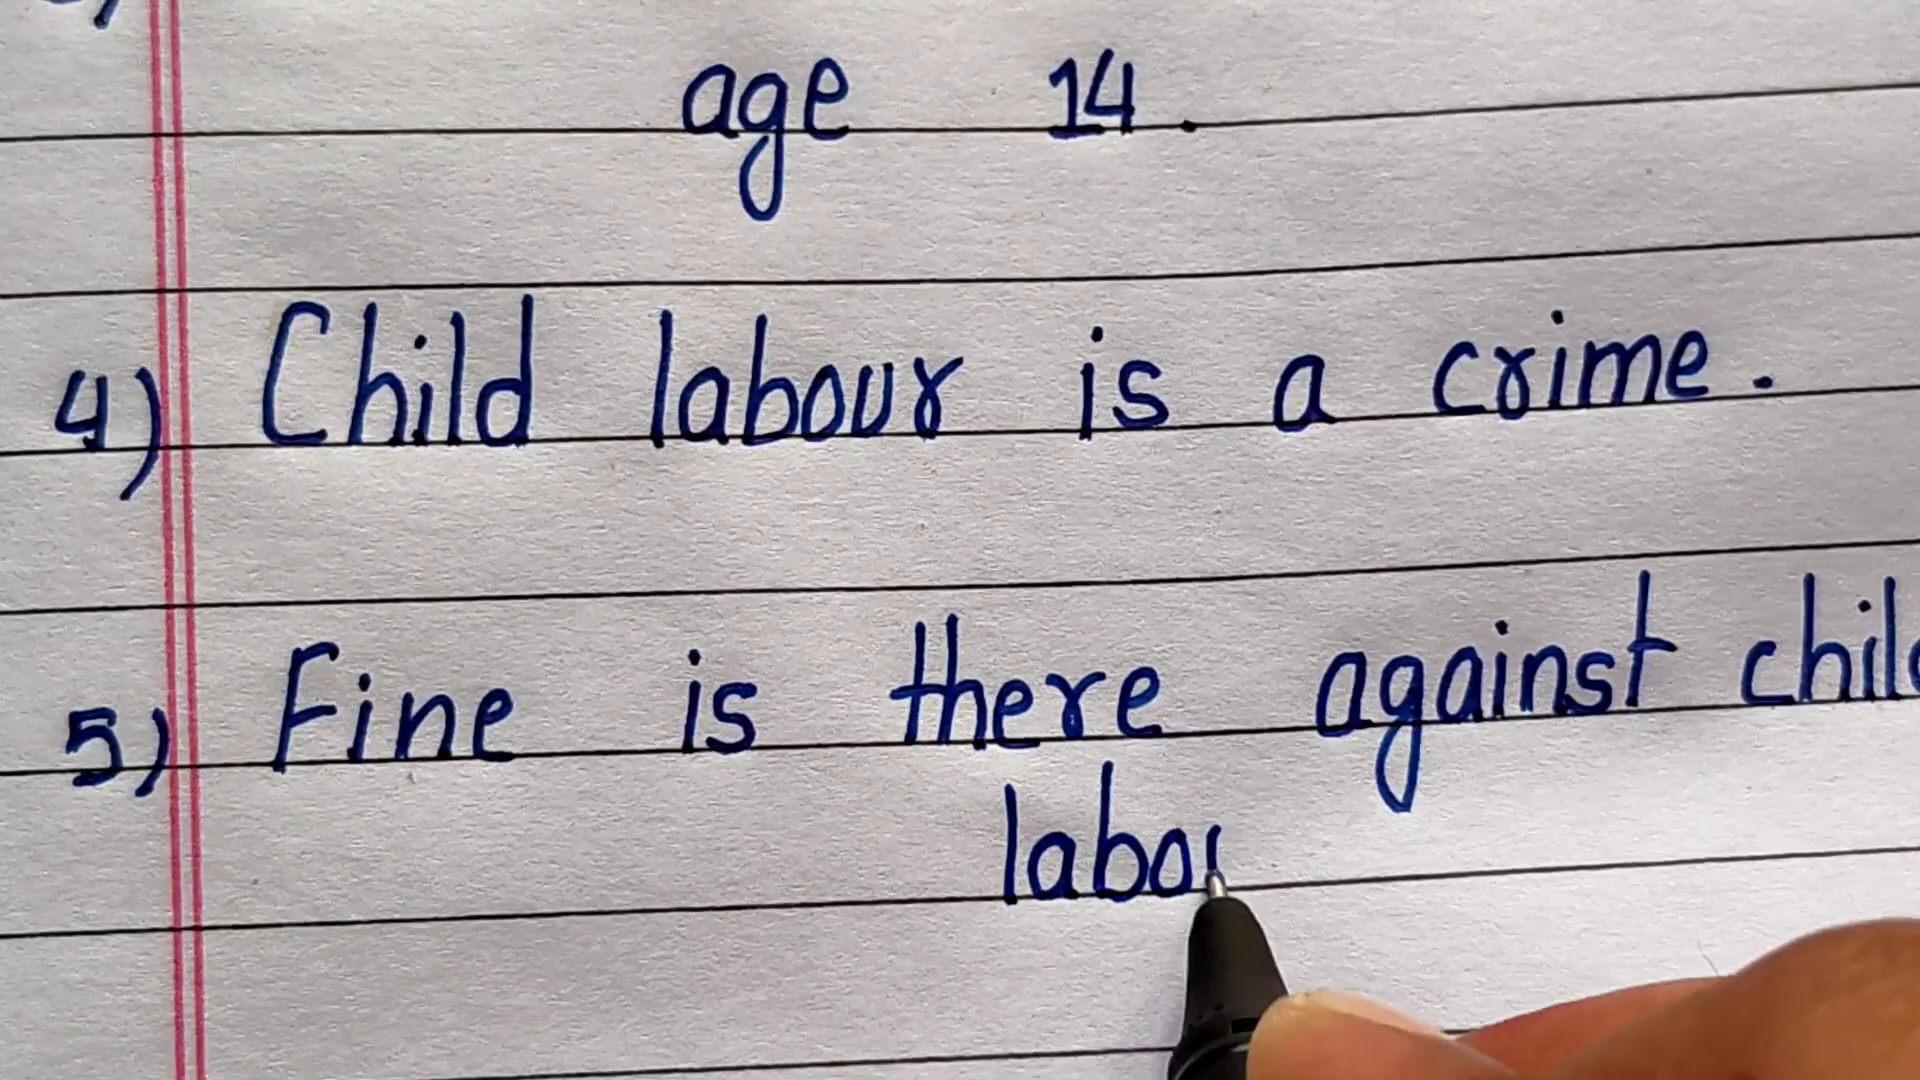 age 14.
4) Child labour is a crime.
5) Fine is there against chil
labo